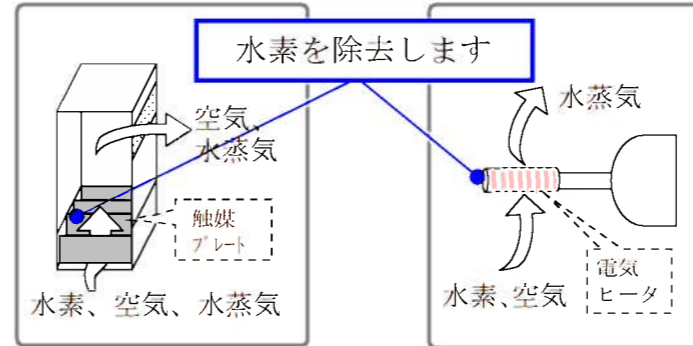 水素を除去します
空気、
水蒸気
触媒
プレート
水素、空気、水蒸気
水蒸気
水素、空気
電気
ヒータ